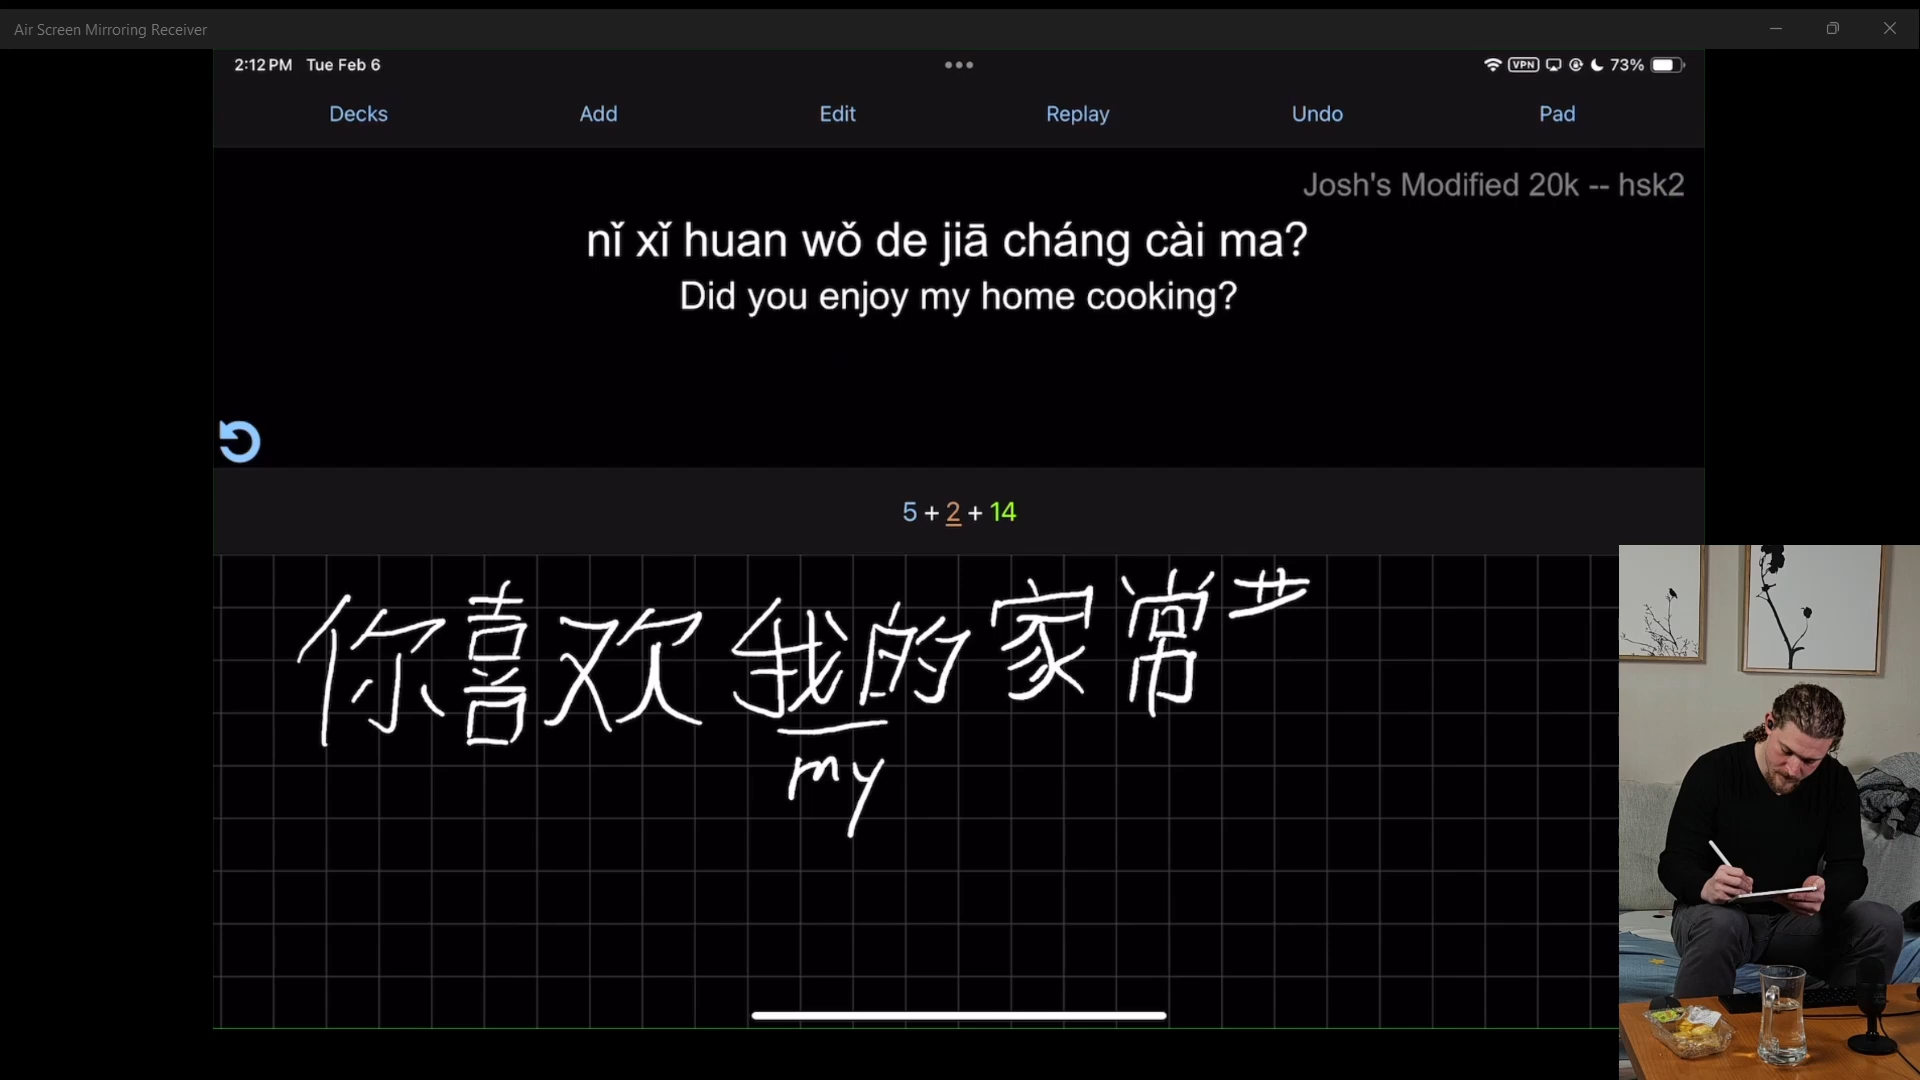 Air Screen Mirroring Receiver
2:12 PM Tue Feb 6
VPN 73%
Decks Add Edit Replay Undo Pad
Josh's Modified 20k -- hsk2
nǐ xǐ huan wǒ de jiā cháng cài ma?
Did you enjoy my home cooking?
5 + 2 + 14
你喜欢我的家常
my